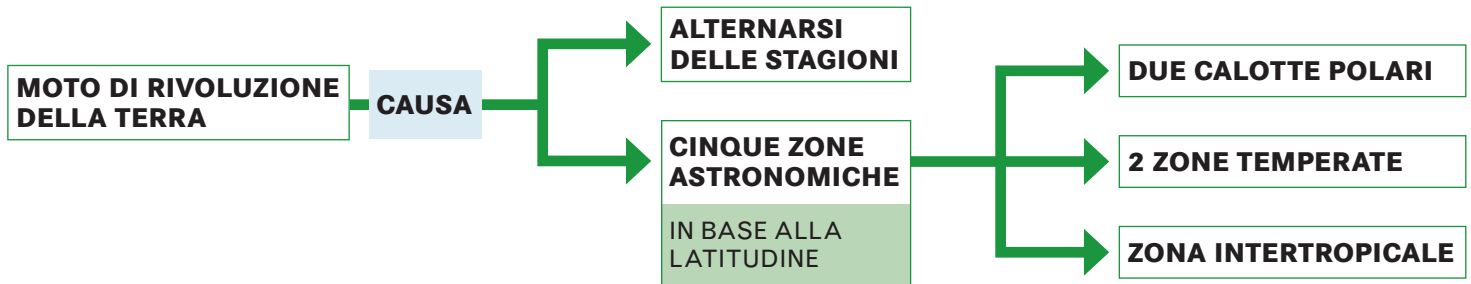 MOTO DI RIVOLUZIONE
DELLA TERRA
CAUSA
ALTERNARSI
DELLE STAGIONI
CINQUE ZONE
ASTRONOMICHE
IN BASE ALLA
LATITUDINE
DUE CALOTTE POLARI
2 ZONE TEMPERATE
ZONA INTERTROPICALE